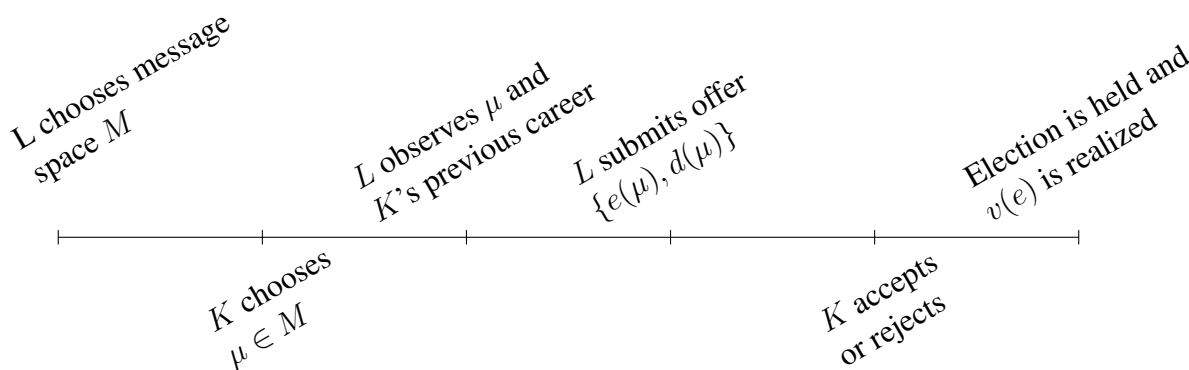 L chooses message
space M
K chooses
μ ∈ M
L observes μ and
K's previous career
L submits offer
{e(μ), d(μ)}
K accepts
or rejects
Election is held and
v(e) is realized